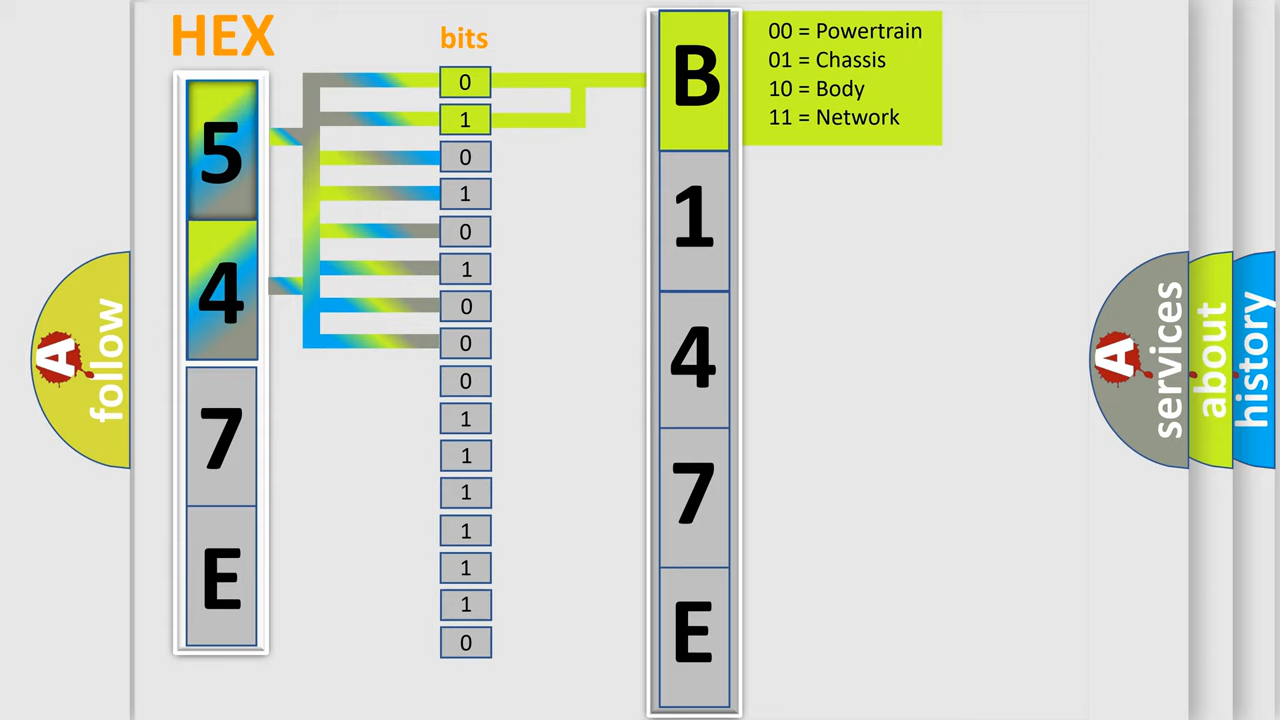 HEX
bits
5
4
7
E
0
1
0
1
0
1
0
0
0
1
1
1
1
1
1
0
B
1
4
7
E
00 = Powertrain
01 = Chassis
10 = Body
11 = Network
A
follow
A
services
about
history